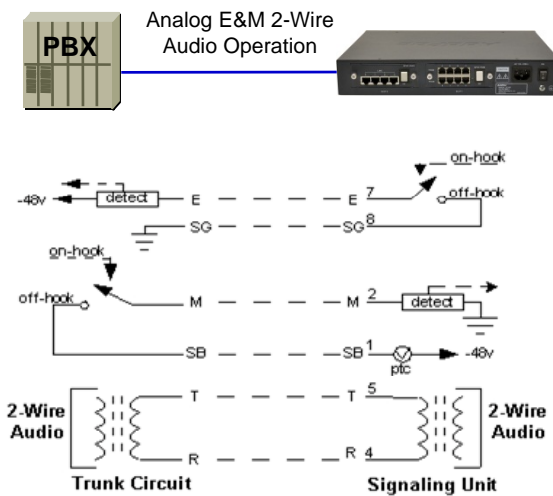 Analog E&M 2-Wire
Audio Operation
PBX
on-hook
-48v detect E E 7 off-hook
SG SG 8
on-hook
off-hook M M 2 detect
SB SB 1 -48v
ptc
T T 5
2-Wire
Audio
2-Wire
Audio
R R 4
Trunk Circuit Signaling Unit